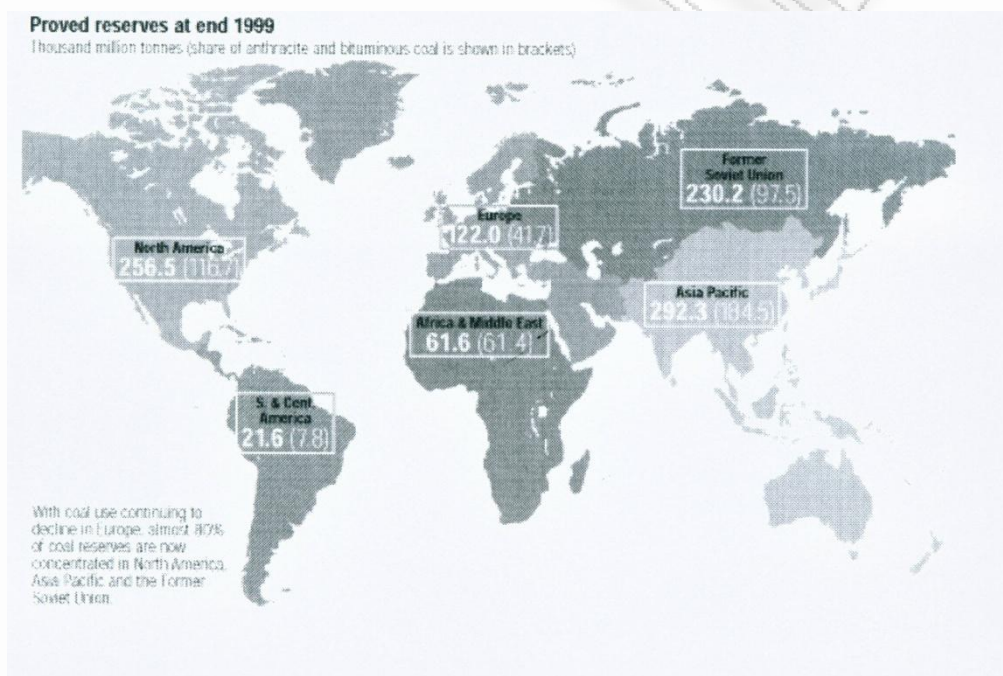 Proved reserves at end 1999
Thousand million tonnes (share of anthracite and bituminous coal is shown in brackets)
Former
Soviet Union
230.2 (97.5)
Europe
122.0 (41.7)
North America
256.5 (116.7)
Asia Pacific
292.3 (184.5)
Africa & Middle East
61.6 (61.4)
S. & Cent.
America
21.6 (7.8)
With coal use continuing to
decline in Europe, almost 80%
of coal reserves are now
concentrated in North America,
Asia Pacific and the Former
Soviet Union.